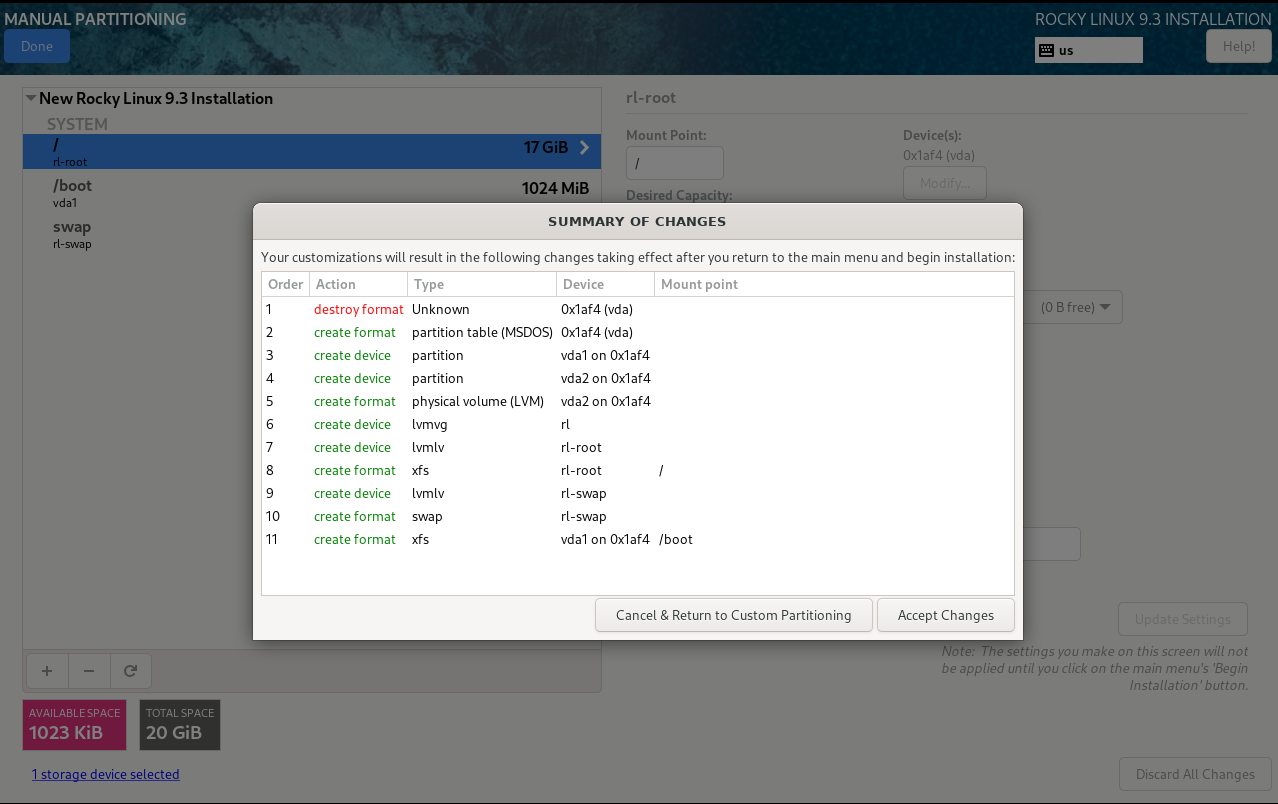 MANUAL PARTITIONING
ROCKY LINUX 9.3 INSTALLATION
Done
us
Help!
New Rocky Linux 9.3 Installation
SYSTEM
/
17 GiB
rl-root
/boot
1024 MiB
vda1
swap
rl-swap
rl-root
Mount Point:
Device(s):
/
0x1af4 (vda)
Modify...
Desired Capacity:
(0 B free)
SUMMARY OF CHANGES
Your customizations will result in the following changes taking effect after you return to the main menu and begin installation:
Order Action Type Device Mount point
1 destroy format Unknown 0x1af4 (vda)
2 create format partition table (MSDOS) 0x1af4 (vda)
3 create device partition vda1 on 0x1af4
4 create device partition vda2 on 0x1af4
5 create format physical volume (LVM) vda2 on 0x1af4
6 create device lvmvg rl
7 create device lvmlv rl-root
8 create format xfs rl-root /
9 create device lvmlv rl-swap
10 create format swap rl-swap
11 create format xfs vda1 on 0x1af4 /boot
Cancel & Return to Custom Partitioning
Accept Changes
Update Settings
Note: The settings you make on this screen will not
be applied until you click on the main menu's 'Begin
Installation' button.
AVAILABLE SPACE
1023 KiB
TOTAL SPACE
20 GiB
1 storage device selected
Discard All Changes